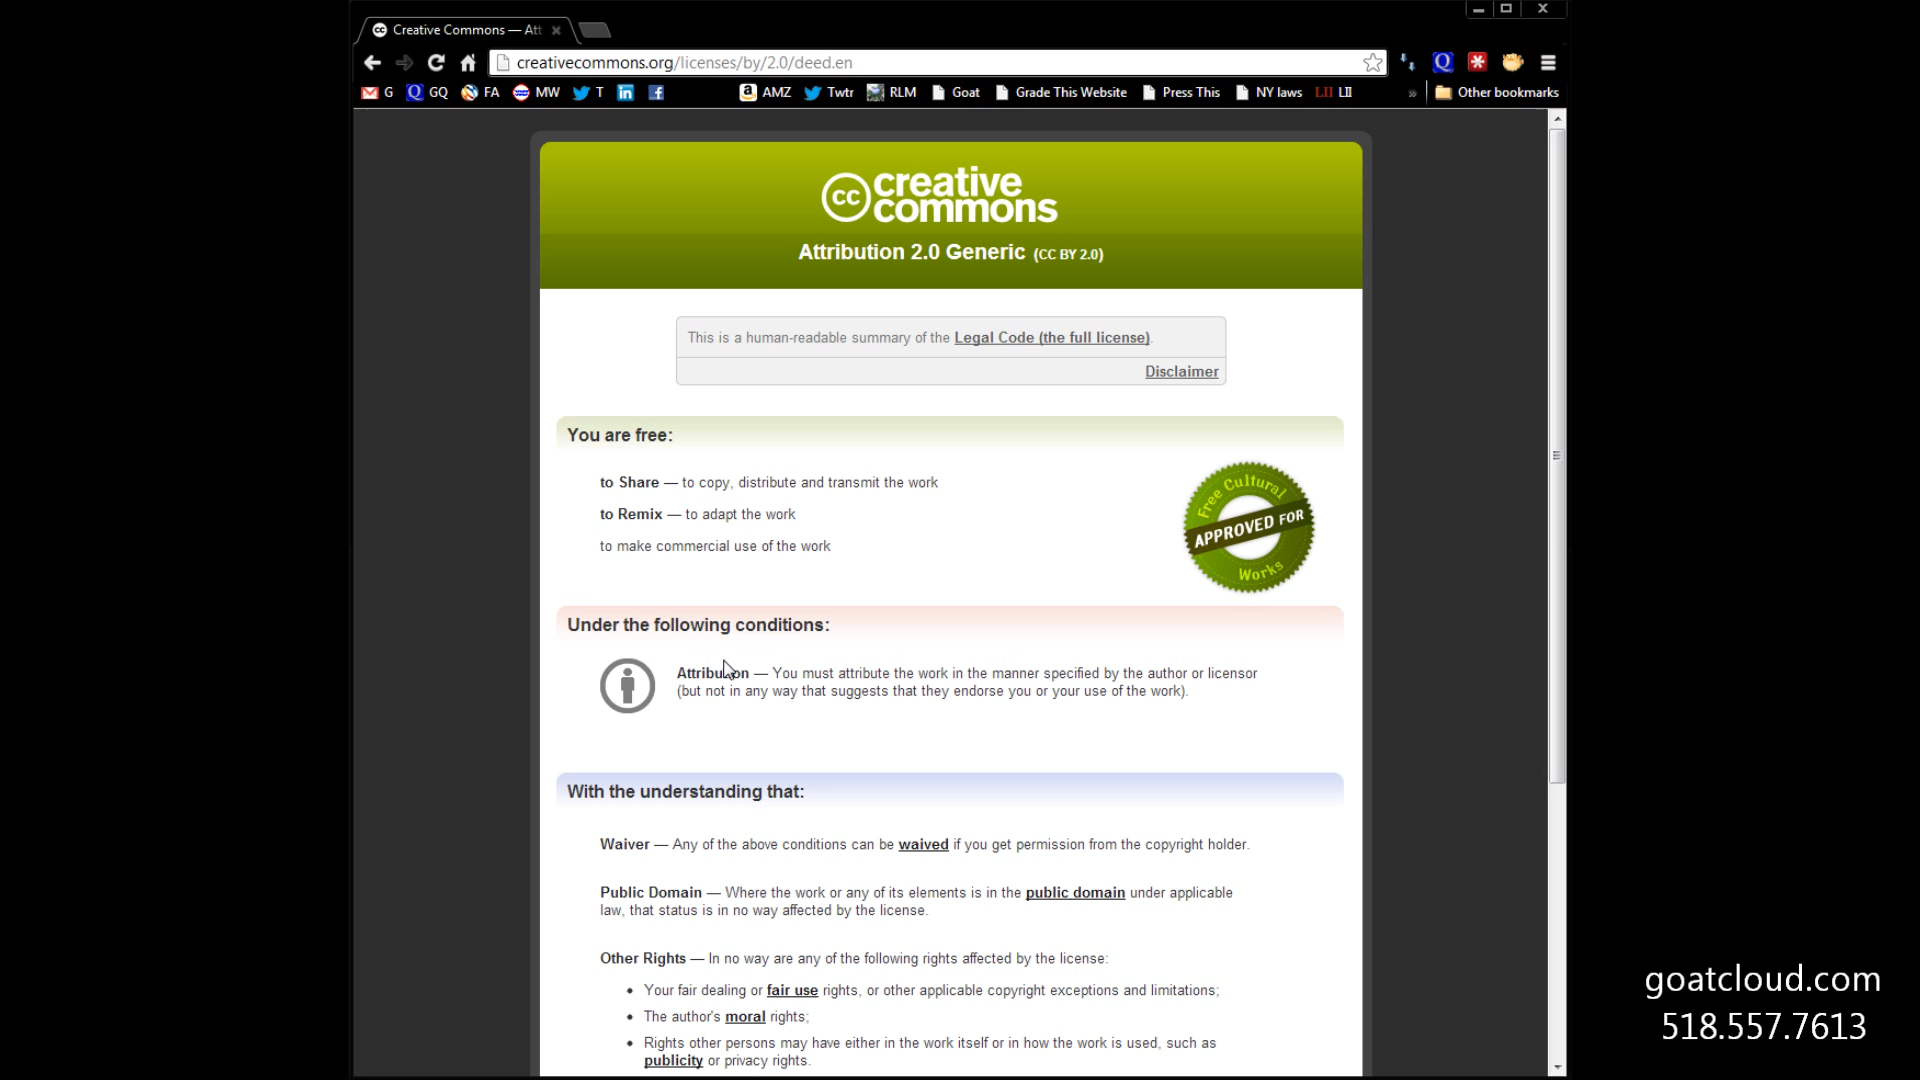 Creative Commons — Att
creativecommons.org/licenses/by/2.0/deed.en
G GQ FA MW T AMZ Twtr RLM Goat Grade This Website Press This NY laws LII LII » Other bookmarks
cc creative commons
Attribution 2.0 Generic (CC BY 2.0)
This is a human-readable summary of the Legal Code (the full license).
Disclaimer
You are free:
to Share — to copy, distribute and transmit the work
to Remix — to adapt the work
to make commercial use of the work
APPROVED FOR
Free Cultural
Works
Under the following conditions:
Attribution — You must attribute the work in the manner specified by the author or licensor
(but not in any way that suggests that they endorse you or your use of the work).
With the understanding that:
Waiver — Any of the above conditions can be waived if you get permission from the copyright holder.
Public Domain — Where the work or any of its elements is in the public domain under applicable
law, that status is in no way affected by the license.
Other Rights — In no way are any of the following rights affected by the license:
• Your fair dealing or fair use rights, or other applicable copyright exceptions and limitations;
• The author's moral rights;
• Rights other persons may have either in the work itself or in how the work is used, such as
publicity or privacy rights.
goatcloud.com
518.557.7613